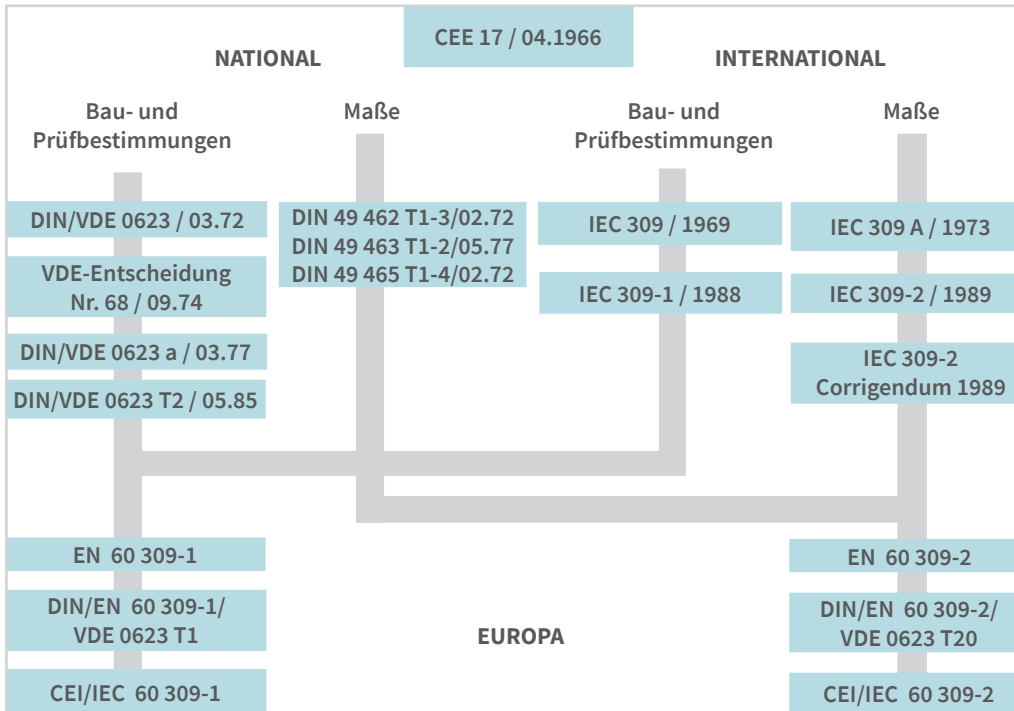 CEE 17 / 04.1966
NATIONAL
INTERNATIONAL
Bau- und
Prüfbestimmungen
Maße
Bau- und
Prüfbestimmungen
Maße
DIN/VDE 0623 / 03.72
VDE-Entscheidung
Nr. 68 / 09.74
DIN/VDE 0623 a / 03.77
DIN/VDE 0623 T2 / 05.85
DIN 49 462 T1-3/02.72
DIN 49 463 T1-2/05.77
DIN 49 465 T1-4/02.72
IEC 309 / 1969
IEC 309-1 / 1988
IEC 309 A / 1973
IEC 309-2 / 1989
IEC 309-2
Corrigendum 1989
EN 60 309-1
DIN/EN 60 309-1/
VDE 0623 T1
CEI/IEC 60 309-1
EUROPA
EN 60 309-2
DIN/EN 60 309-2/
VDE 0623 T20
CEI/IEC 60 309-2